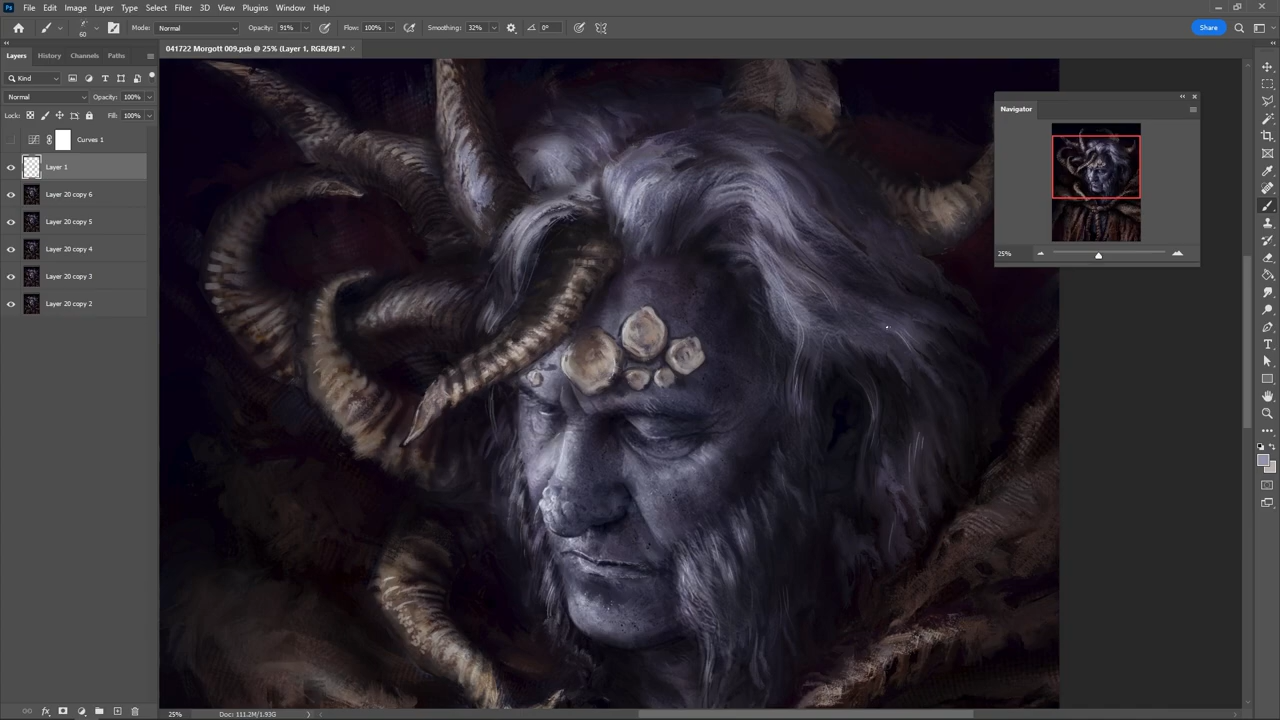 Ps File Edit Image Layer Type Select Filter 3D View Plugins Window Help
60 Mode: Normal Opacity: 91% Flow: 100% Smoothing: 32% 0° Share
Layers History Channels Paths
041722 Morgott 009.psb @ 25% (Layer 1, RGB/8#) * ×
Kind
Normal Opacity: 100%
Lock: Fill: 100%
Curves 1
Layer 1
Layer 20 copy 6
Layer 20 copy 5
Layer 20 copy 4
Layer 20 copy 3
Layer 20 copy 2
Navigator
25%
fx
25% Doc: 111.2M/1.93G